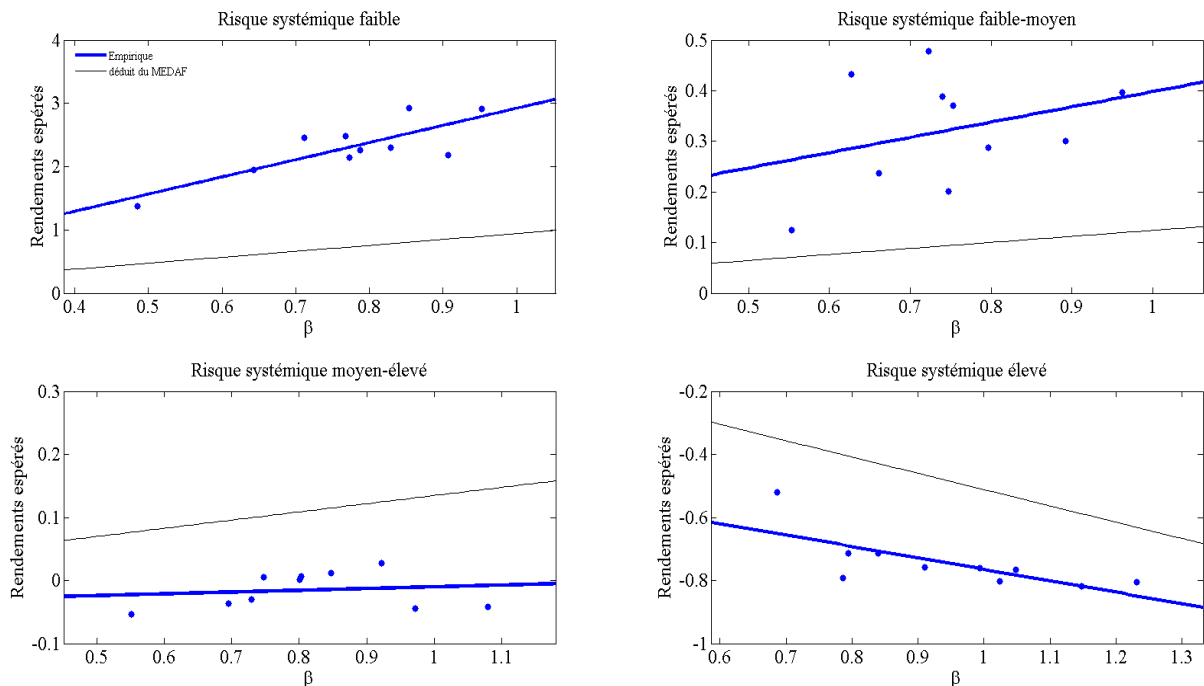 Risque systémique faible
Rendements espérés
4
3
2
1
0
Empirique
déduit du MEDAF
0.4 0.5 0.6 0.7 0.8 0.9 1
β
Risque systémique faible-moyen
Rendements espérés
0.5
0.4
0.3
0.2
0.1
0
0.5 0.6 0.7 0.8 0.9 1
β
Risque systémique moyen-élevé
Rendements espérés
0.3
0.2
0.1
0
-0.1
0.5 0.6 0.7 0.8 0.9 1 1.1
β
Risque systémique élevé
Rendements espérés
-0.2
-0.4
-0.6
-0.8
-1
0.6 0.7 0.8 0.9 1 1.1 1.2 1.3
β